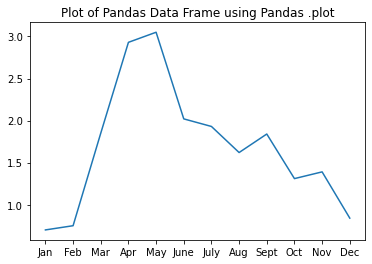 Plot of Pandas Data Frame using Pandas .plot
3.0
2.5
2.0
1.5
1.0
Jan Feb Mar Apr May June July Aug Sept Oct Nov Dec